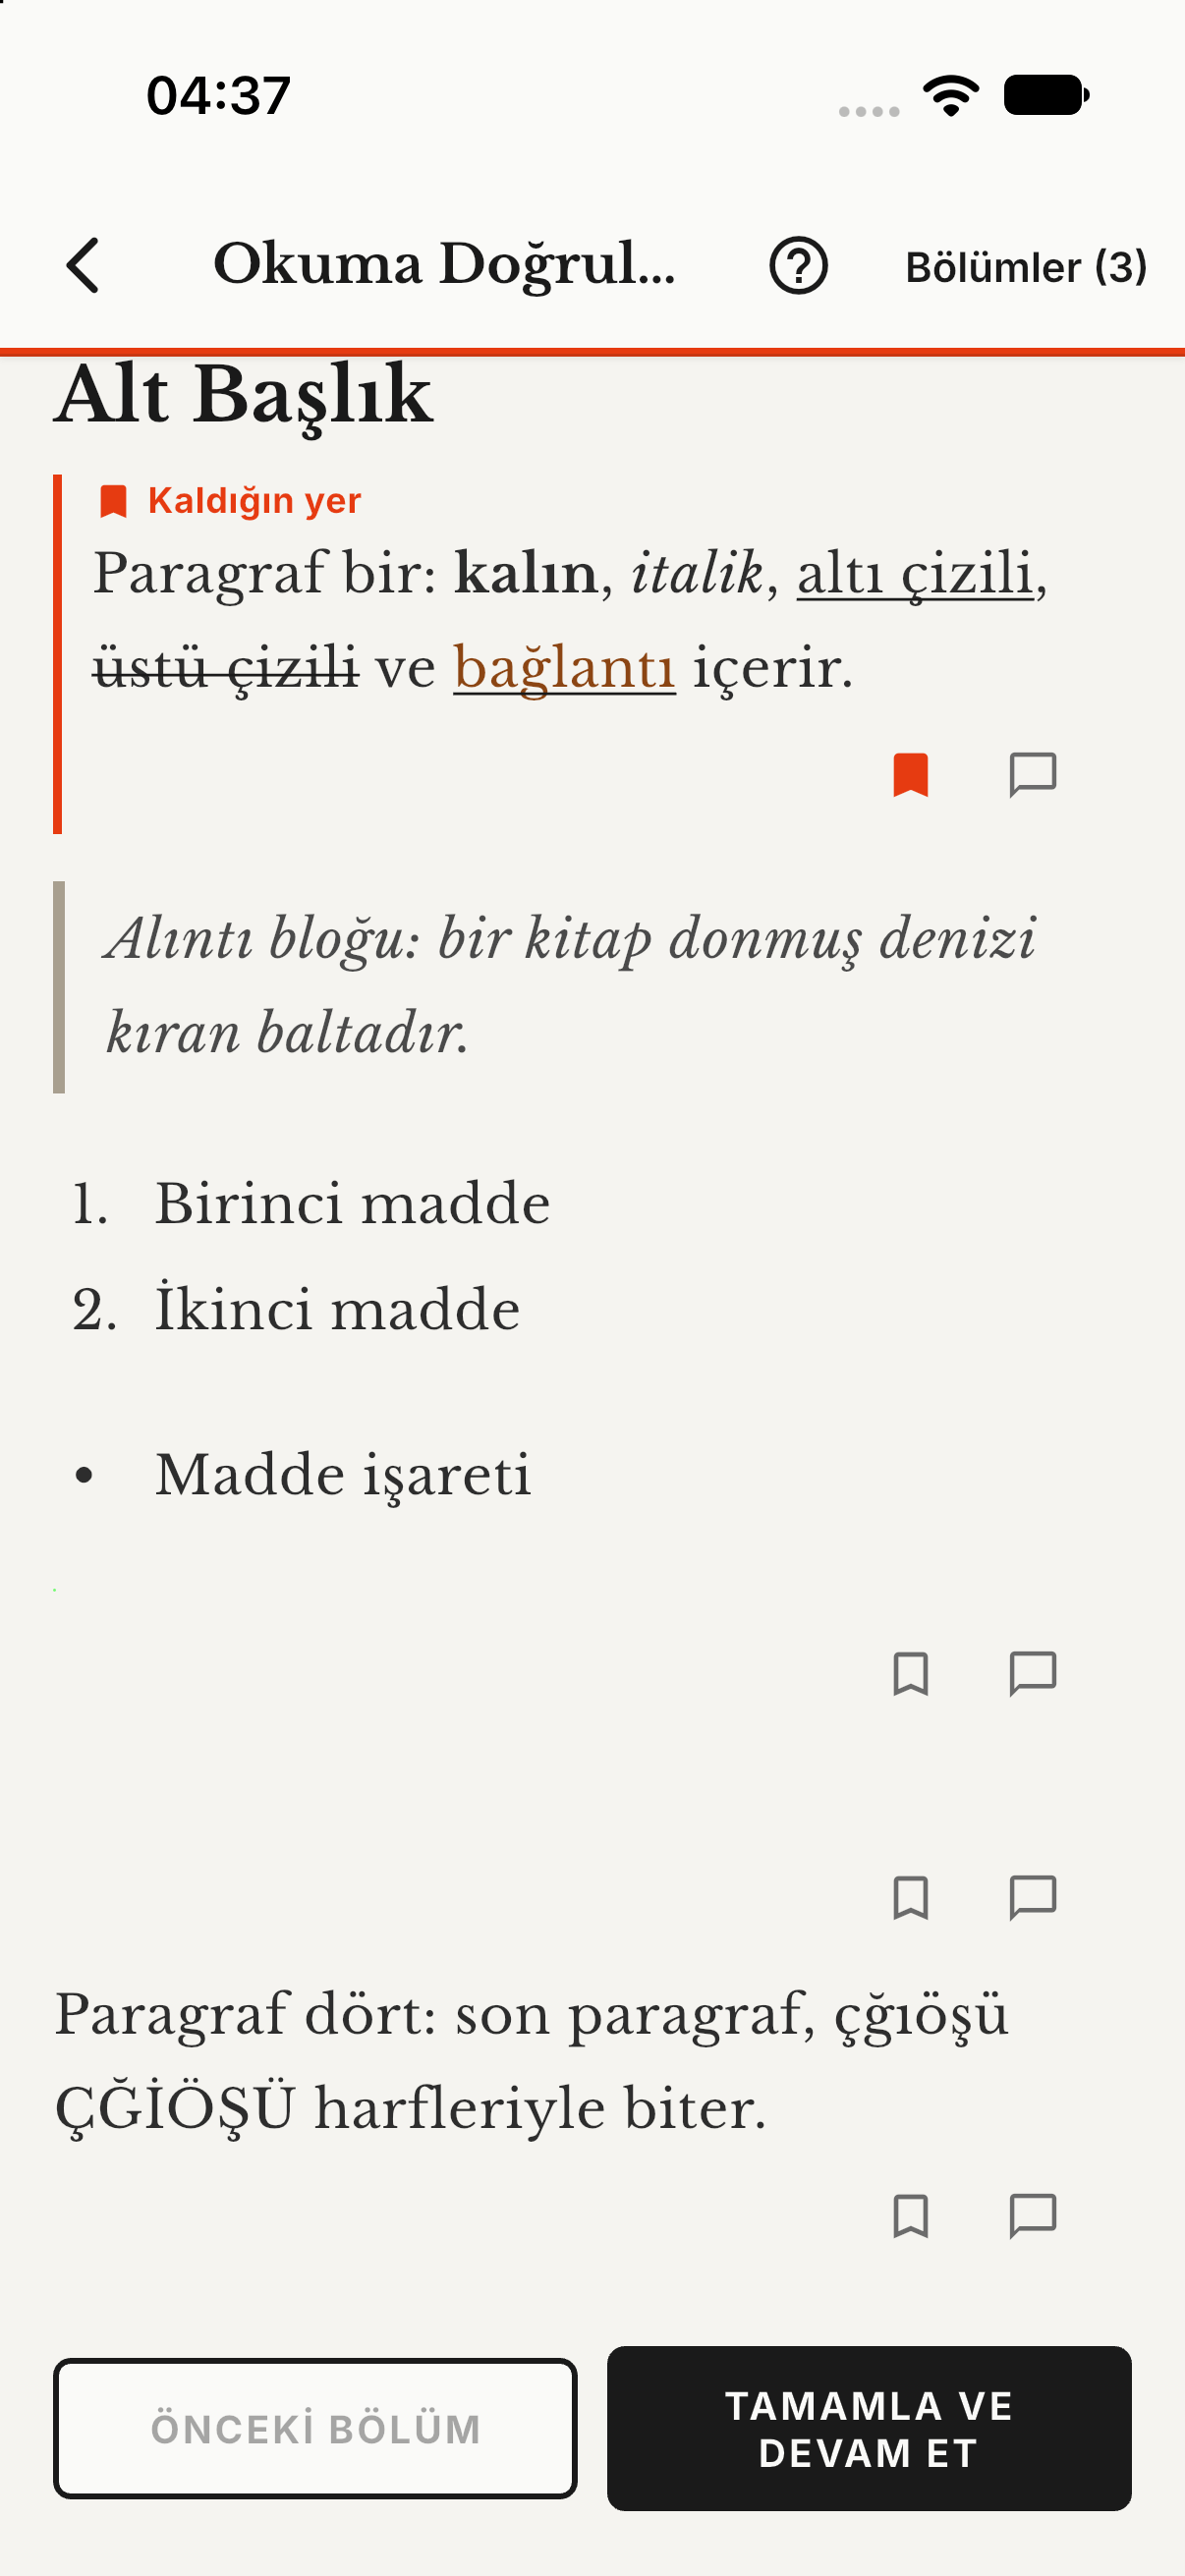 04:37
Okuma Doğrul...
Bölümler (3)
Alt Başlık
Kaldığın yer
Paragraf bir: kalın, italik, altı çizili,
üstü çizili ve bağlantı içerir.
Alıntı bloğu: bir kitap donmuş denizi
kıran baltadır.
1. Birinci madde
2. İkinci madde
• Madde işareti
Paragraf dört: son paragraf, çğıöşü
ÇĞİÖŞÜ harfleriyle biter.
ÖNCEKİ BÖLÜM
TAMAMLA VE
DEVAM ET